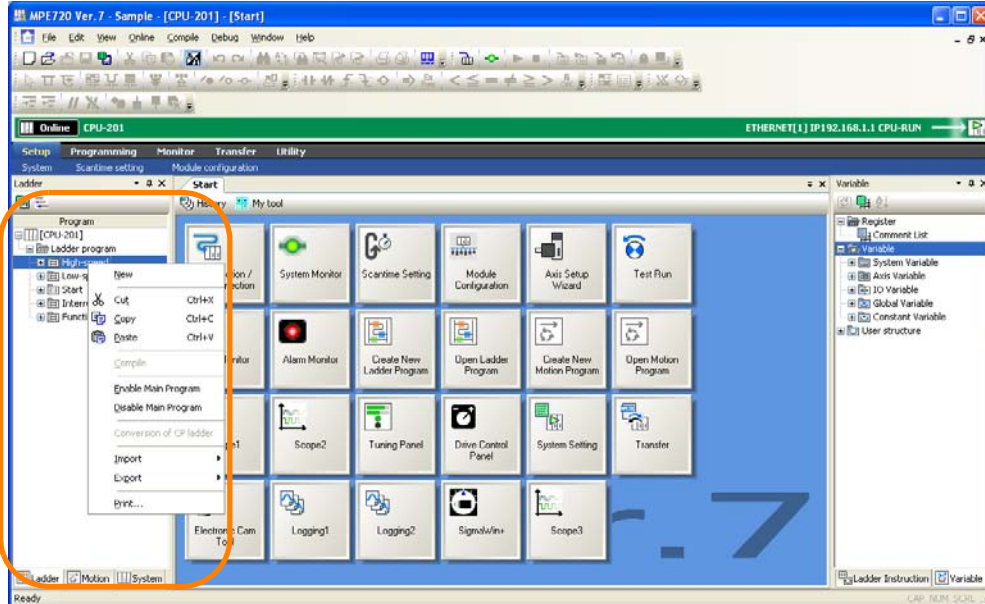 MPE720 Ver. 7 - Sample - [CPU-201] - [Start]
File Edit View Online Compile Debug Window Help
Online CPU-201
ETHERNET[1] IP192.168.1.1 CPU-RUN
Setup Programming Monitor Transfer Utility
System Scantime setting Module configuration
Ladder
Program
[CPU-201]
Ladder program
High-speed
Low-s
Start
Interr
Functi
New
Cut Ctrl+X
Copy Ctrl+C
Paste Ctrl+V
Compile
Enable Main Program
Disable Main Program
Conversion of CP ladder
Import
Export
Print...
Ladder Motion System
Start
History My tool
System Monitor
Scantime Setting
Module Configuration
Axis Setup Wizard
Test Run
Alarm Monitor
Create New Ladder Program
Open Ladder Program
Create New Motion Program
Open Motion Program
Scope2
Tuning Panel
Drive Control Panel
System Setting
Transfer
Electronic Cam
Logging1
Logging2
SigmaWin+
Scope3
r.7
Variable
Register
Comment List
Variable
System Variable
Axis Variable
IO Variable
Global Variable
Constant Variable
User structure
Ladder Instruction Variable
Ready
CAP NUM SCRL